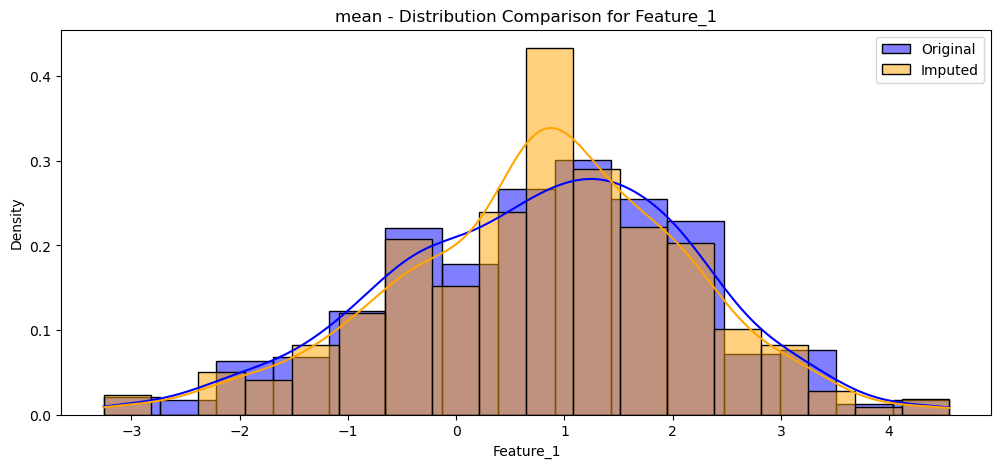 mean - Distribution Comparison for Feature_1
Original
Imputed
0.4
0.3
0.2
0.1
0.0
Density
−3
−2
−1
0
1
2
3
4
Feature_1